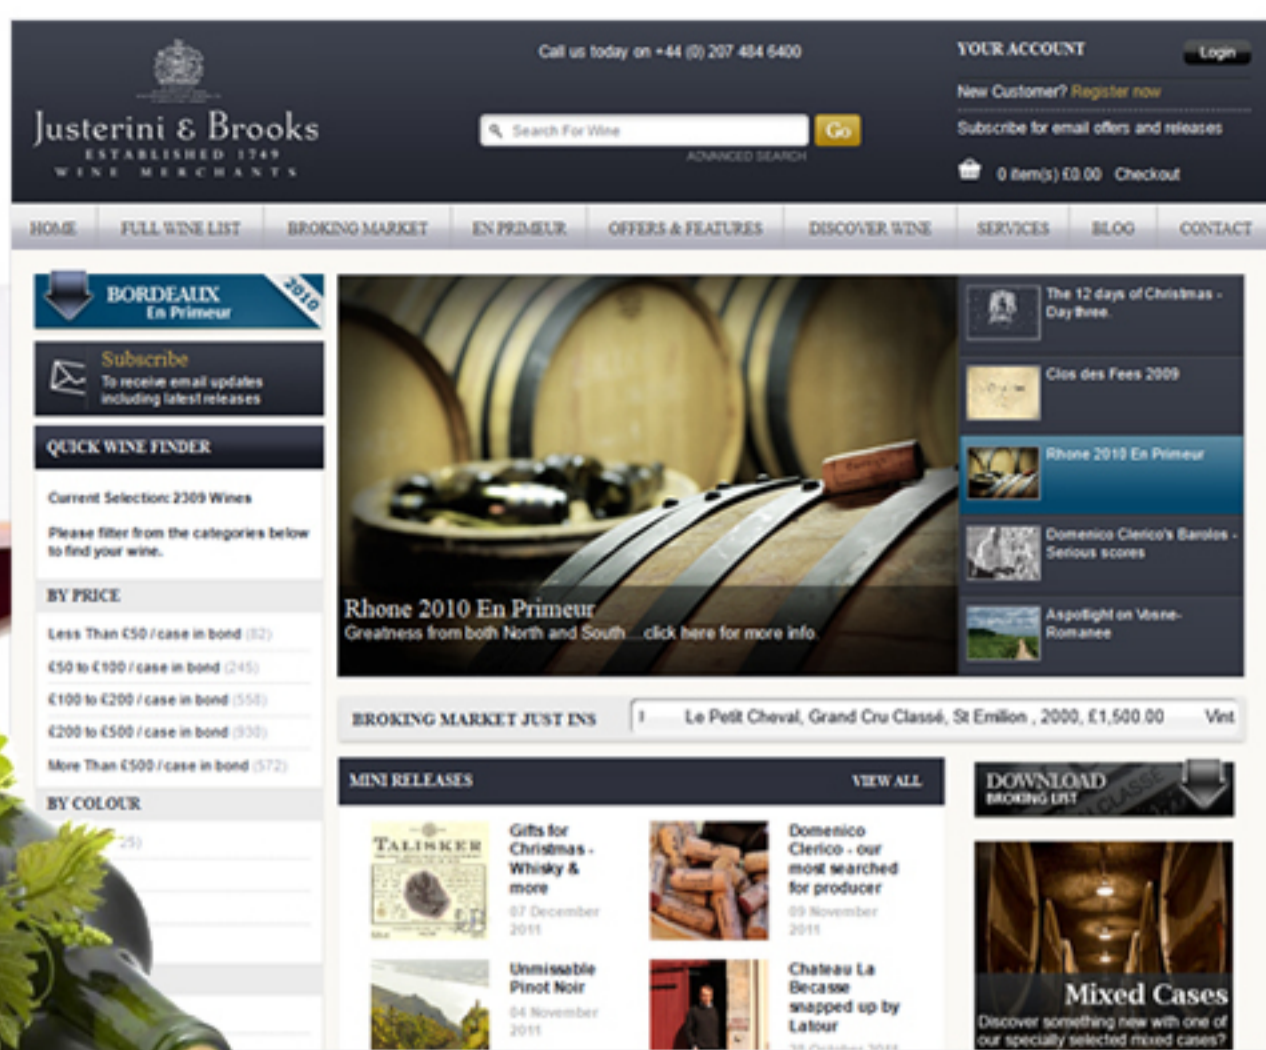 Call us today on +44 (0) 207 484 6400
YOUR ACCOUNT
Login
New Customer? Register now
Justerini & Brooks
ESTABLISHED 1749
WINE MERCHANTS
Search For Wine
Go
ADVANCED SEARCH
Subscribe for email offers and releases
0 item(s) £0.00 Checkout
HOME
FULL WINE LIST
BROKING MARKET
EN PRIMEUR
OFFERS & FEATURES
DISCOVER WINE
SERVICES
BLOG
CONTACT
BORDEAUX
En Primeur
2010
Subscribe
To receive email updates
including latest releases
QUICK WINE FINDER
Current Selection: 2309 Wines
Please filter from the categories below
to find your wine.
BY PRICE
Less Than £50 / case in bond (82)
£50 to £100 / case in bond (245)
£100 to £200 / case in bond (558)
£200 to £500 / case in bond (930)
More Than £500 / case in bond (572)
BY COLOUR
25)
Rhone 2010 En Primeur
Greatness from both North and South ...click here for more info.
The 12 days of Christmas -
Day three.
Clos des Fees 2009
Rhone 2010 En Primeur
Domenico Clerico's Barolos -
Serious scores
A spotlight on Vosne-
Romanee
BROKING MARKET JUST INS
Le Petit Cheval, Grand Cru Classé, St Emilion , 2000, £1,500.00
Vint
MINI RELEASES
VIEW ALL
TALISKER
Gifts for
Christmas -
Whisky &
more
07 December
2011
Domenico
Clerico - our
most searched
for producer
09 November
2011
Unmissable
Pinot Noir
04 November
2011
Chateau La
Becasse
snapped up by
Latour
DOWNLOAD
BROKING LIST
Mixed Cases
Discover something new with one of
our specially selected mixed cases?